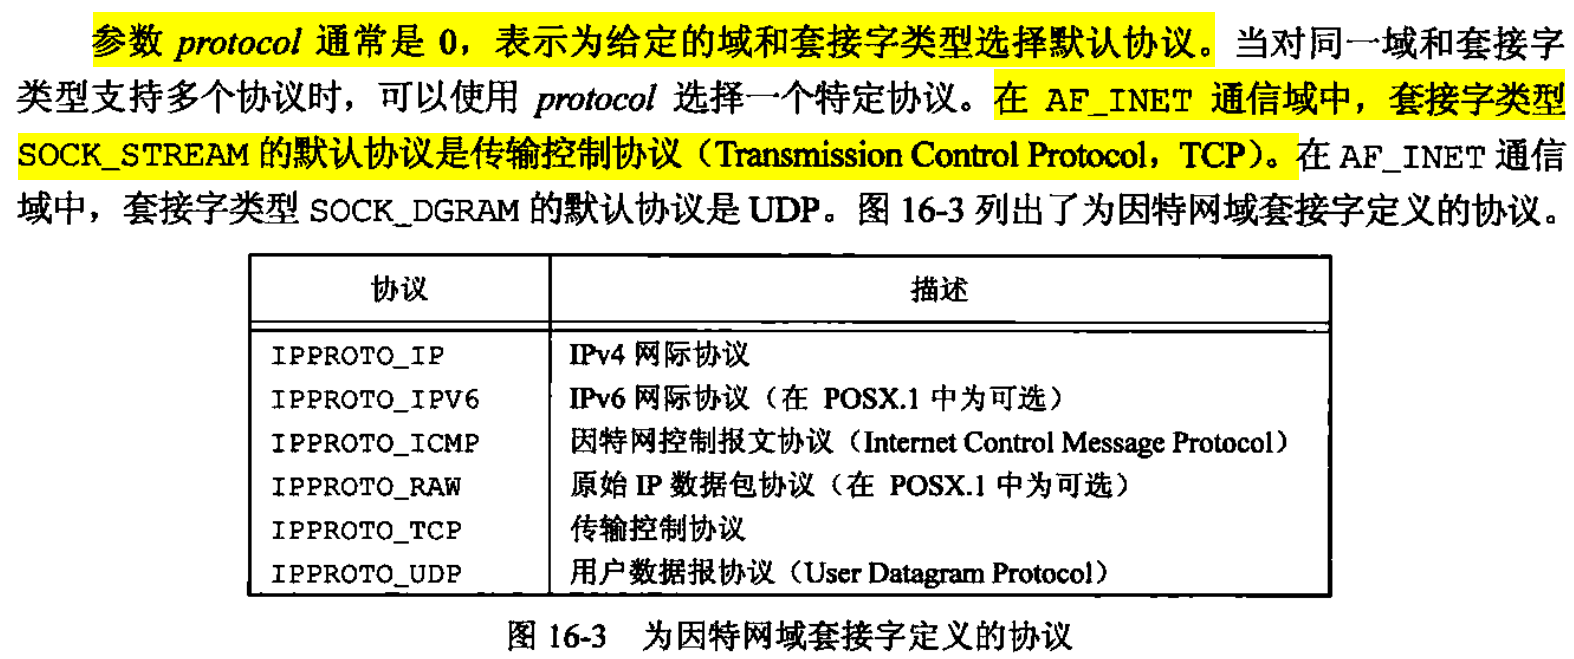 参数 protocol 通常是 0，表示为给定的域和套接字类型选择默认协议。当对同一域和套接字
类型支持多个协议时，可以使用 protocol 选择一个特定协议。在 AF_INET 通信域中，套接字类型
SOCK_STREAM 的默认协议是传输控制协议（Transmission Control Protocol，TCP）。在 AF_INET 通信
域中，套接字类型 SOCK_DGRAM 的默认协议是 UDP。图 16-3 列出了为因特网域套接字定义的协议。
协议 描述
IPPROTO_IP IPv4 网际协议
IPPROTO_IPV6 IPv6 网际协议（在 POSX.1 中为可选）
IPPROTO_ICMP 因特网控制报文协议（Internet Control Message Protocol）
IPPROTO_RAW 原始 IP 数据包协议（在 POSX.1 中为可选）
IPPROTO_TCP 传输控制协议
IPPROTO_UDP 用户数据报协议（User Datagram Protocol）
图 16-3 为因特网域套接字定义的协议